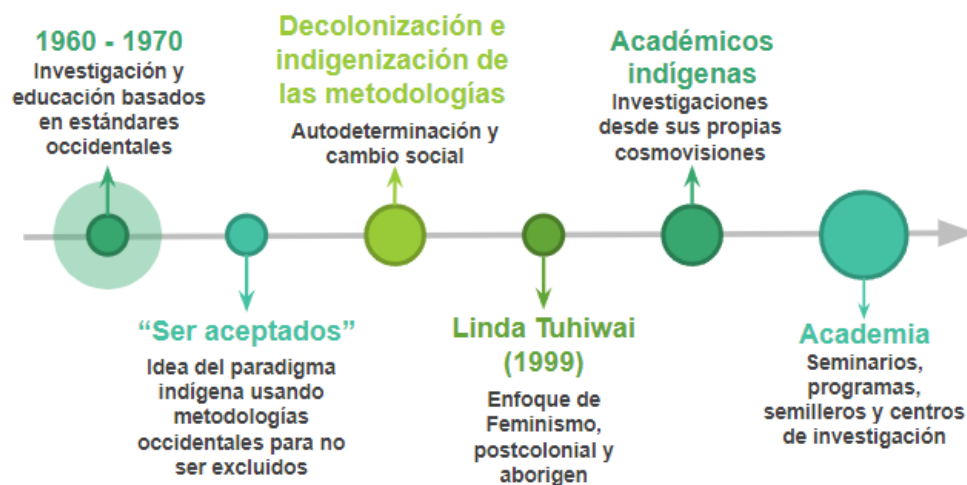 1960 - 1970
Investigación y
educación basados
en estándares
occidentales
“Ser aceptados”
Idea del paradigma
indígena usando
metodologías
occidentales para no
ser excluidos
Decolonización e
indigenización de
las metodologías
Autodeterminación y
cambio social
Linda Tuhiwai
(1999)
Enfoque de
Feminismo,
postcolonial y
aborigen
Académicos
indígenas
Investigaciones
desde sus propias
cosmovisiones
Academia
Seminarios,
programas,
semilleros y centros
de investigación